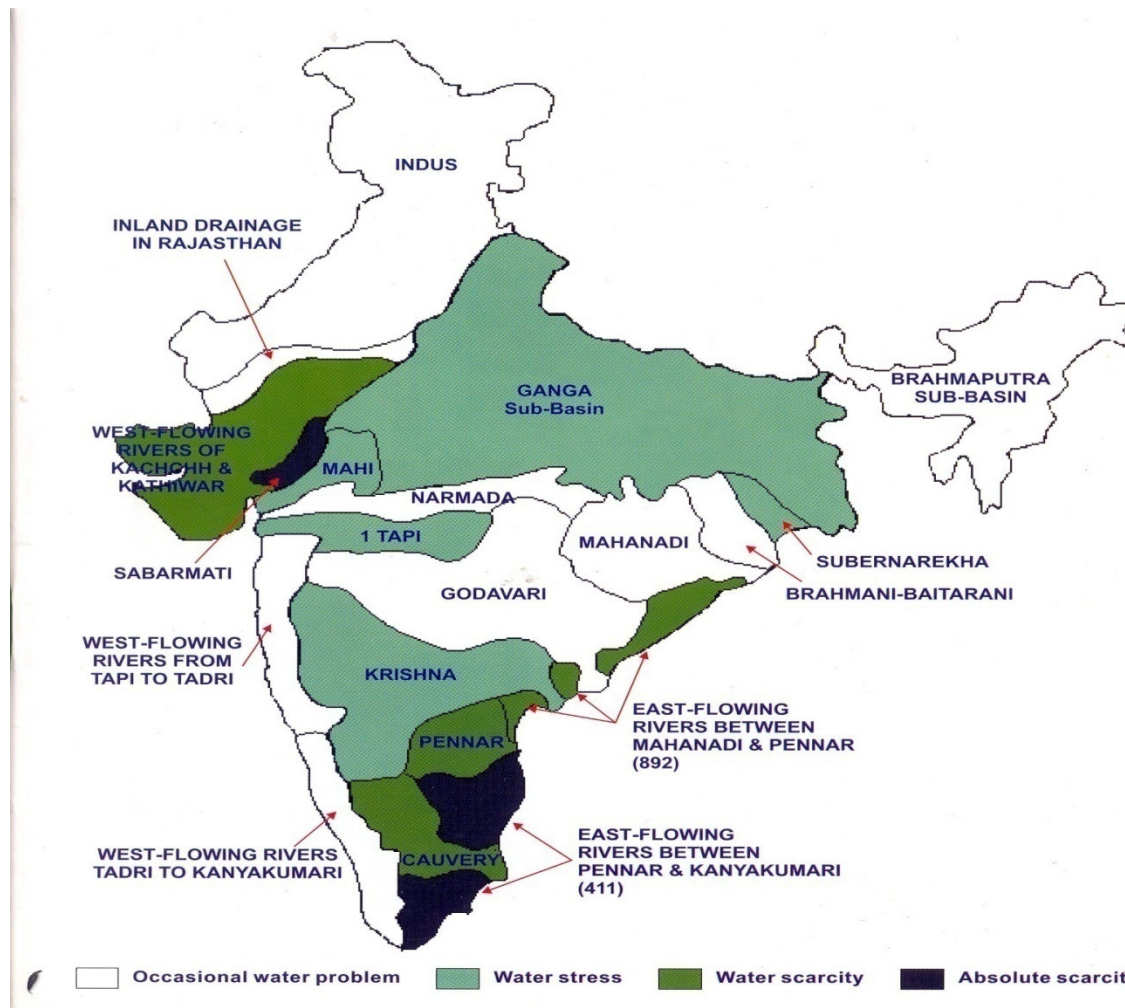 INDUS
INLAND DRAINAGE
IN RAJASTHAN
GANGA
Sub-Basin
BRAHMAPUTRA
SUB-BASIN
WEST-FLOWING
RIVERS OF
KACHCHH &
KATHIWAR
MAHI
NARMADA
1 TAPI
MAHANADI
SABARMATI
SUBERNAREKHA
GODAVARI
BRAHMANI-BAITARANI
WEST-FLOWING
RIVERS FROM
TAPI TO TADRI
KRISHNA
EAST-FLOWING
RIVERS BETWEEN
MAHANADI & PENNAR
(892)
PENNAR
WEST-FLOWING RIVERS
TADRI TO KANYAKUMARI
CAUVERY
EAST-FLOWING
RIVERS BETWEEN
PENNAR & KANYAKUMARI
(411)
Occasional water problem
Water stress
Water scarcity
Absolute scarcit